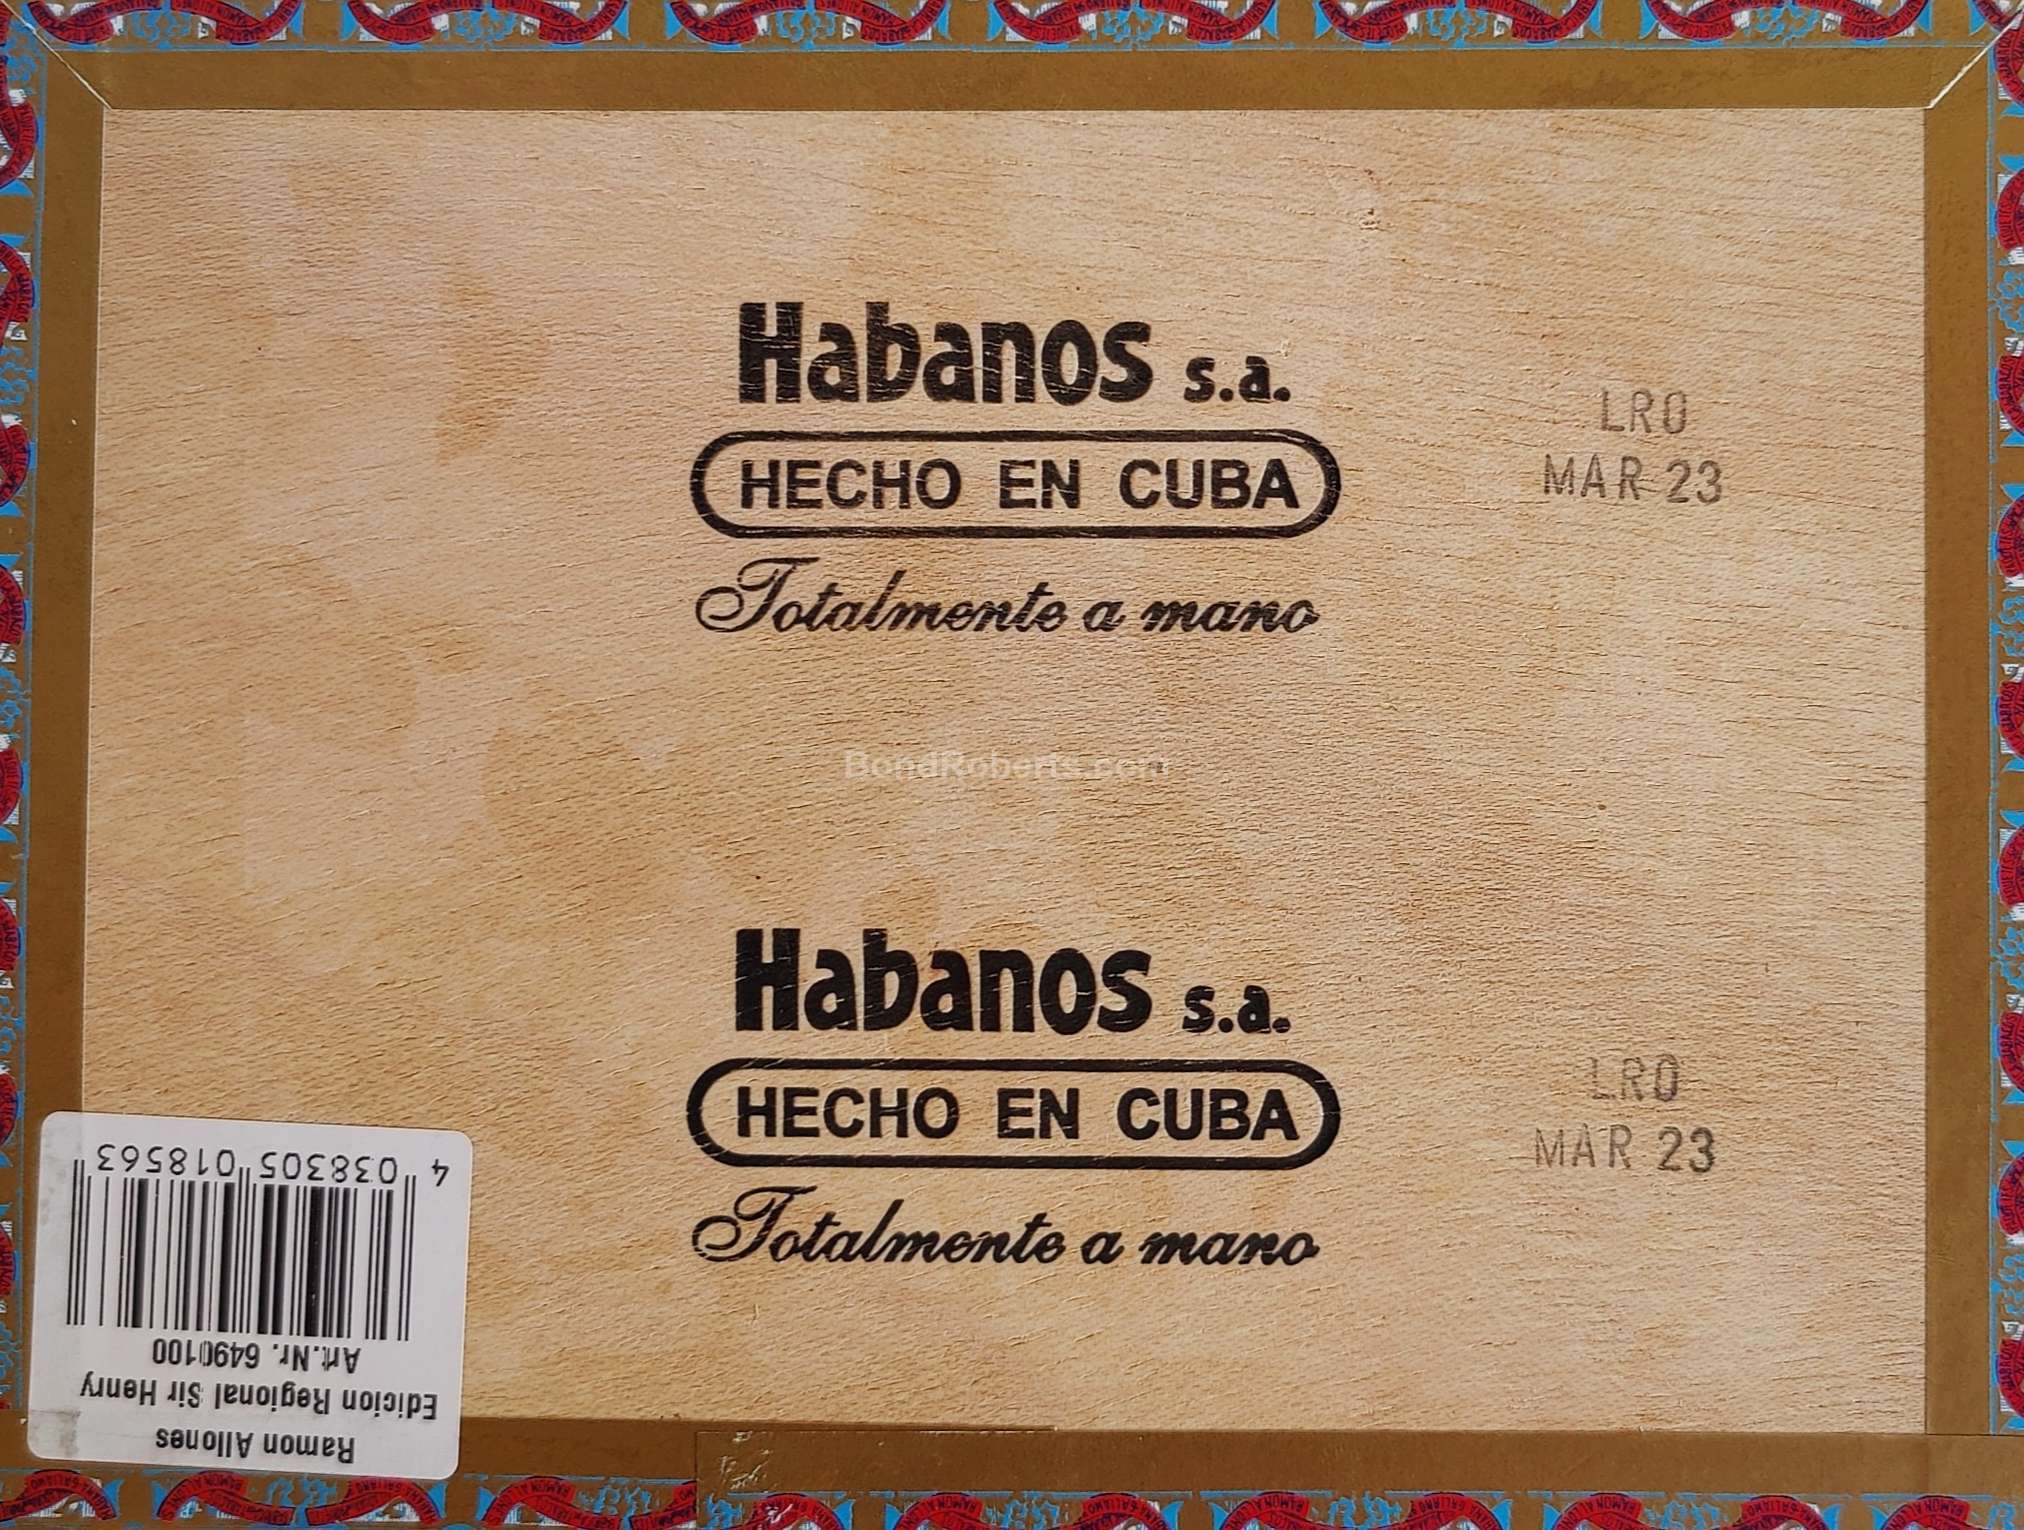 Habanos s.a.
HECHO EN CUBA
Totalmente a mano
LRO
MAR 23
BondRoberts.com
Habanos s.a.
HECHO EN CUBA
Totalmente a mano
LRO
MAR 23
Ramon Allones
Edicion Regional Sir Henry
Art.Nr. 6490100
4 038305 018563